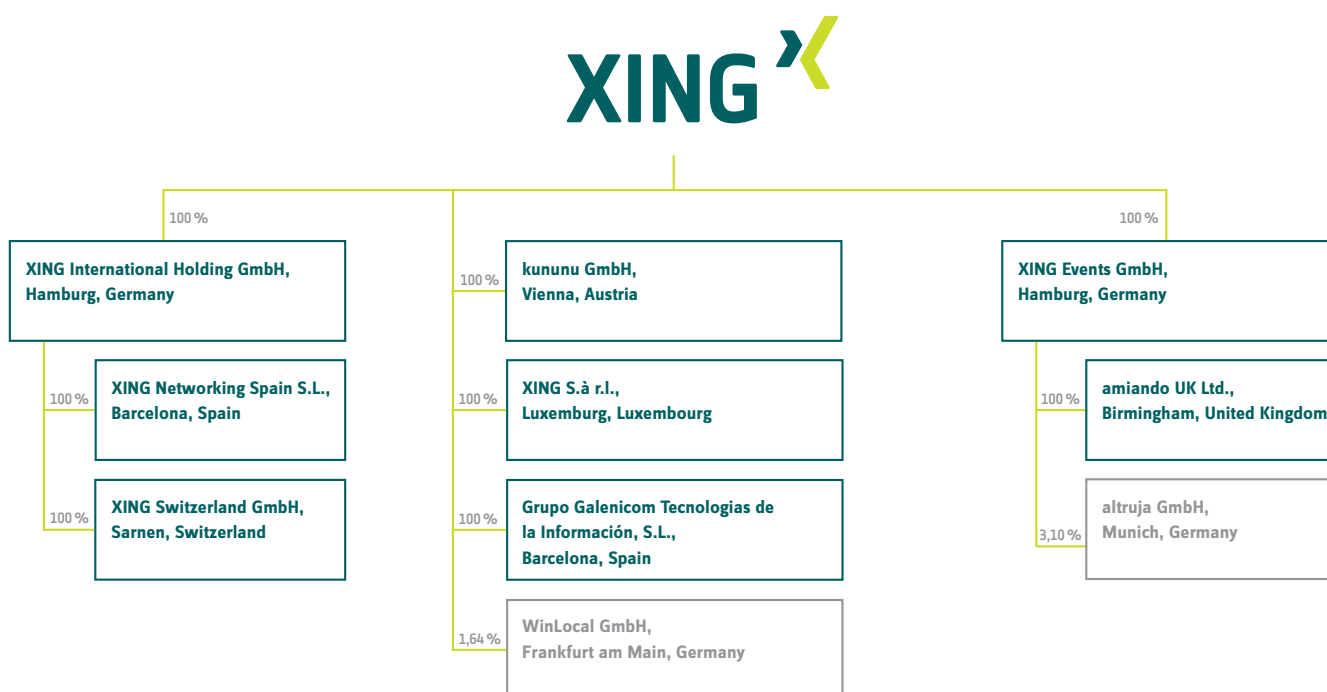 XING
100 %
XING International Holding GmbH,
Hamburg, Germany
100 %
XING Networking Spain S.L.,
Barcelona, Spain
100 %
XING Switzerland GmbH,
Sarnen, Switzerland
100 %
kununu GmbH,
Vienna, Austria
100 %
XING S.à r.l.,
Luxemburg, Luxembourg
100 %
Grupo Galenicom Tecnologias de
la Información, S.L.,
Barcelona, Spain
1,64 %
WinLocal GmbH,
Frankfurt am Main, Germany
100 %
XING Events GmbH,
Hamburg, Germany
100 %
amiando UK Ltd.,
Birmingham, United Kingdom
3,10 %
altruja GmbH,
Munich, Germany